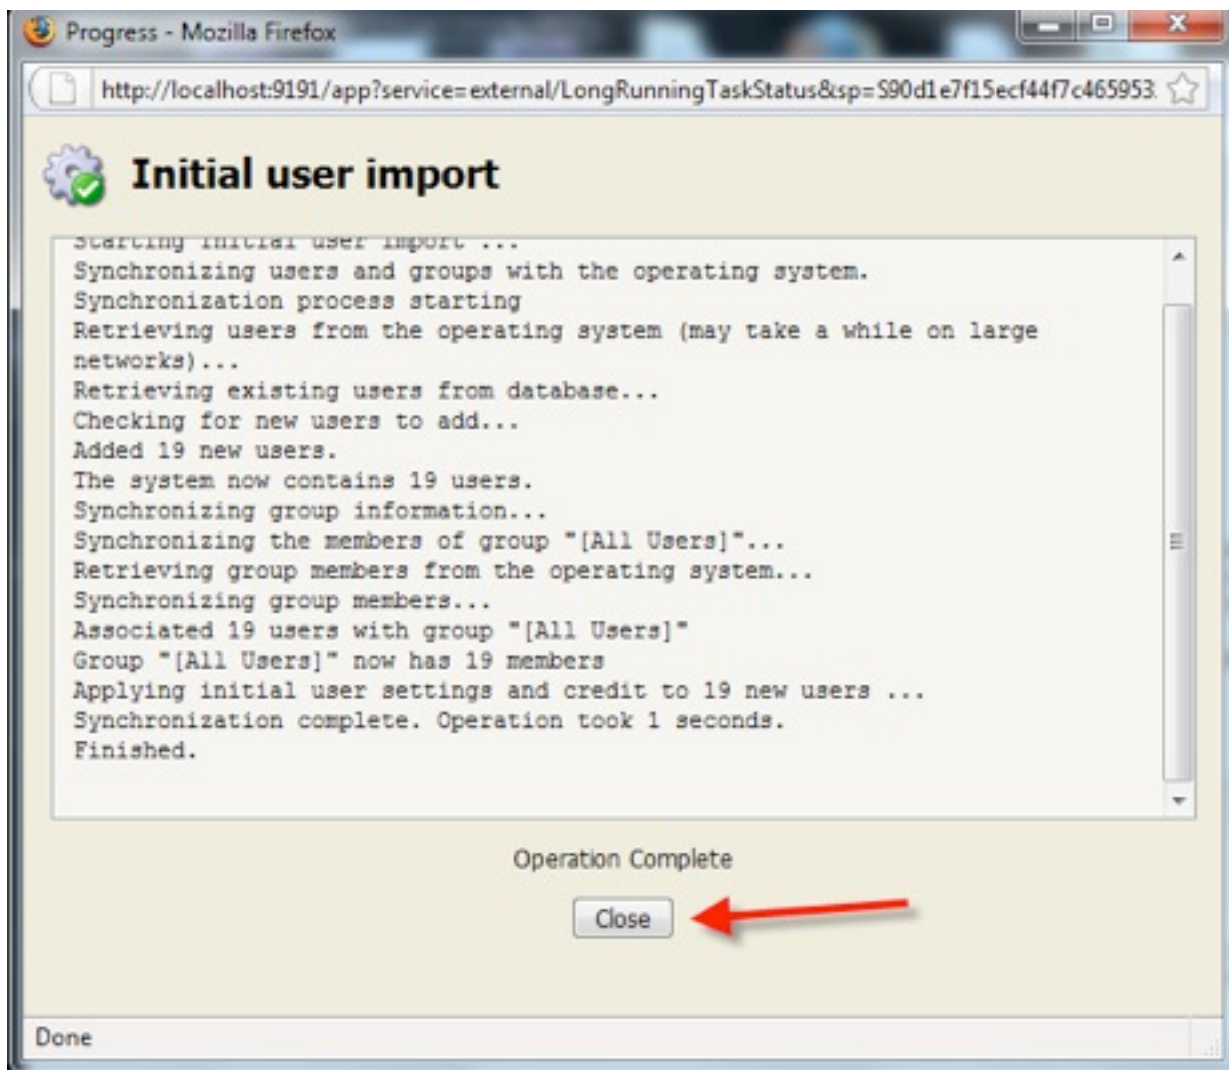 Progress - Mozilla Firefox
http://localhost:9191/app?service=external/LongRunningTaskStatus&sp=S90d1e7f15ecf44f7c465953.
Initial user import
Starting initial user import ...
Synchronizing users and groups with the operating system.
Synchronization process starting
Retrieving users from the operating system (may take a while on large
networks)...
Retrieving existing users from database...
Checking for new users to add...
Added 19 new users.
The system now contains 19 users.
Synchronizing group information...
Synchronizing the members of group "[All Users]"...
Retrieving group members from the operating system...
Synchronizing group members...
Associated 19 users with group "[All Users]"
Group "[All Users]" now has 19 members
Applying initial user settings and credit to 19 new users ...
Synchronization complete. Operation took 1 seconds.
Finished.
Operation Complete
Close
Done